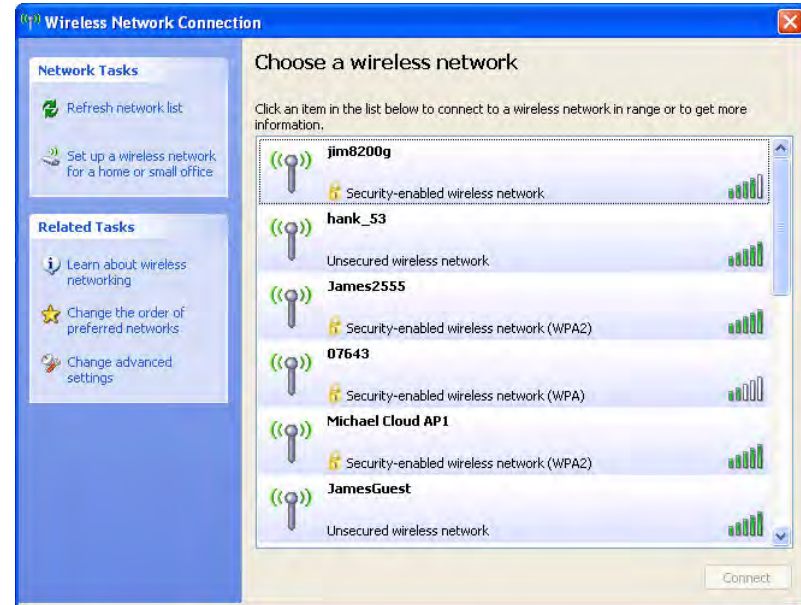 Wireless Network Connection
Network Tasks
Refresh network list
Set up a wireless network
for a home or small office
Related Tasks
Learn about wireless
networking
Change the order of
preferred networks
Change advanced
settings
Choose a wireless network
Click an item in the list below to connect to a wireless network in range or to get more
information.
jim8200g
Security-enabled wireless network
hank_53
Unsecured wireless network
James2555
Security-enabled wireless network (WPA2)
07643
Security-enabled wireless network (WPA)
Michael Cloud AP1
Security-enabled wireless network (WPA2)
JamesGuest
Unsecured wireless network
Connect